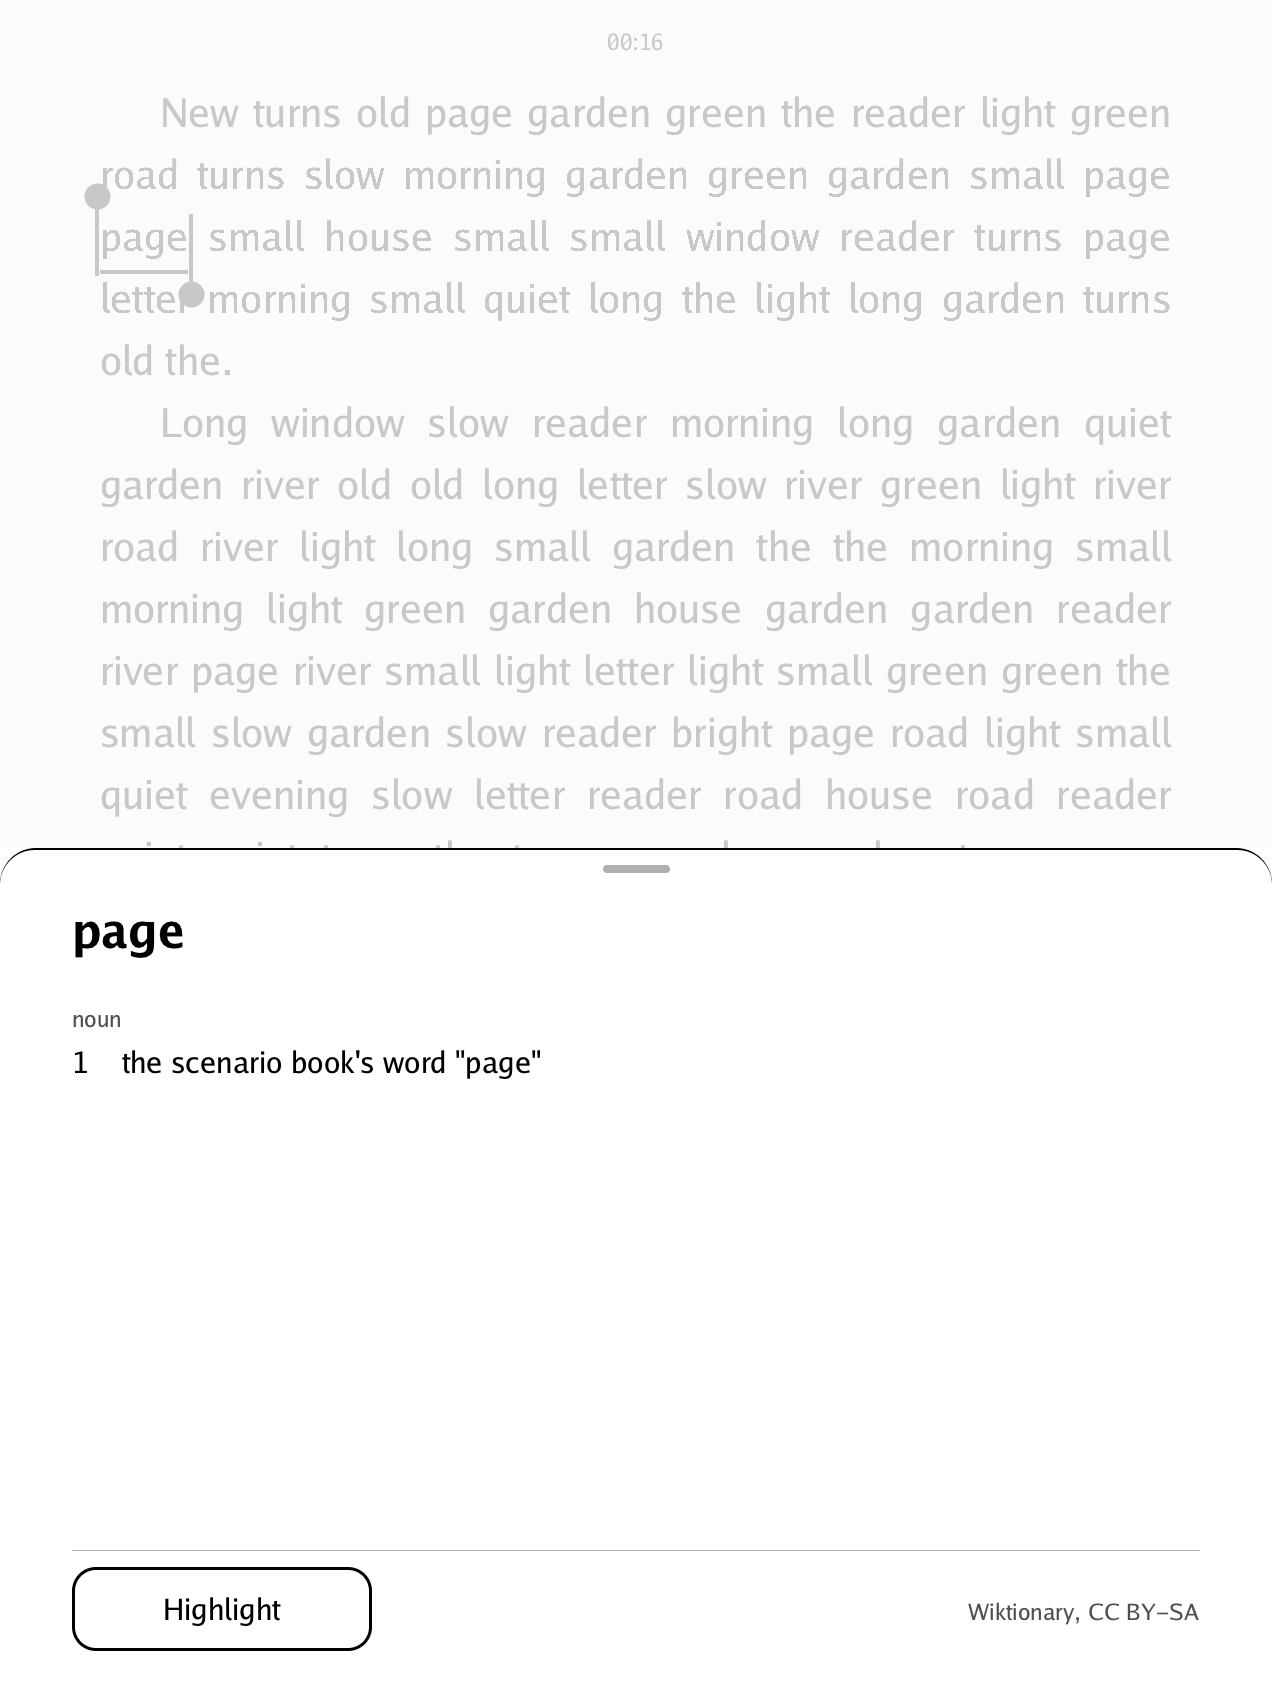 00:16
New turns old page garden green the reader light green
road turns slow morning garden green garden small page
page small house small small window reader turns page
letter morning small quiet long the light long garden turns
old the.
Long window slow reader morning long garden quiet
garden river old old long letter slow river green light river
road river light long small garden the the morning small
morning light green garden house garden garden reader
river page river small light letter light small green green the
small slow garden slow reader bright page road light small
quiet evening slow letter reader road house road reader
page
noun
1 the scenario book's word "page"
Highlight
Wiktionary, CC BY-SA